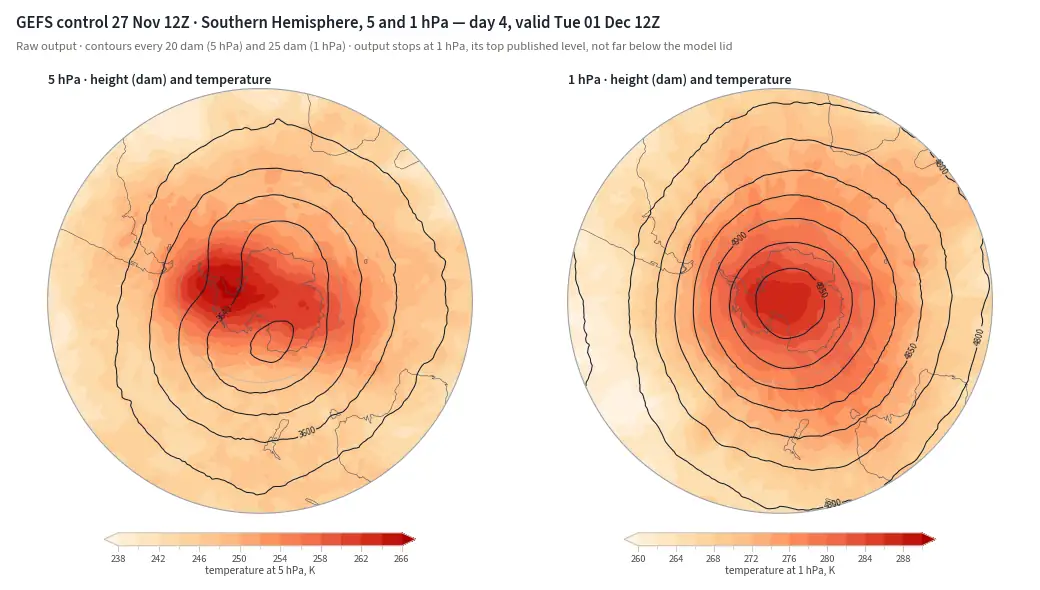 GEFS control 27 Nov 12Z · Southern Hemisphere, 5 and 1 hPa — day 4, valid Tue 01 Dec 12Z
Raw output · contours every 20 dam (5 hPa) and 25 dam (1 hPa) · output stops at 1 hPa, its top published level, not far below the model lid
5 hPa · height (dam) and temperature
1 hPa · height (dam) and temperature
4800
4900
4950
4850
4800
3600
4800
238 242 246 250 254 258 262 266
temperature at 5 hPa, K
260 264 268 272 276 280 284 288
temperature at 1 hPa, K